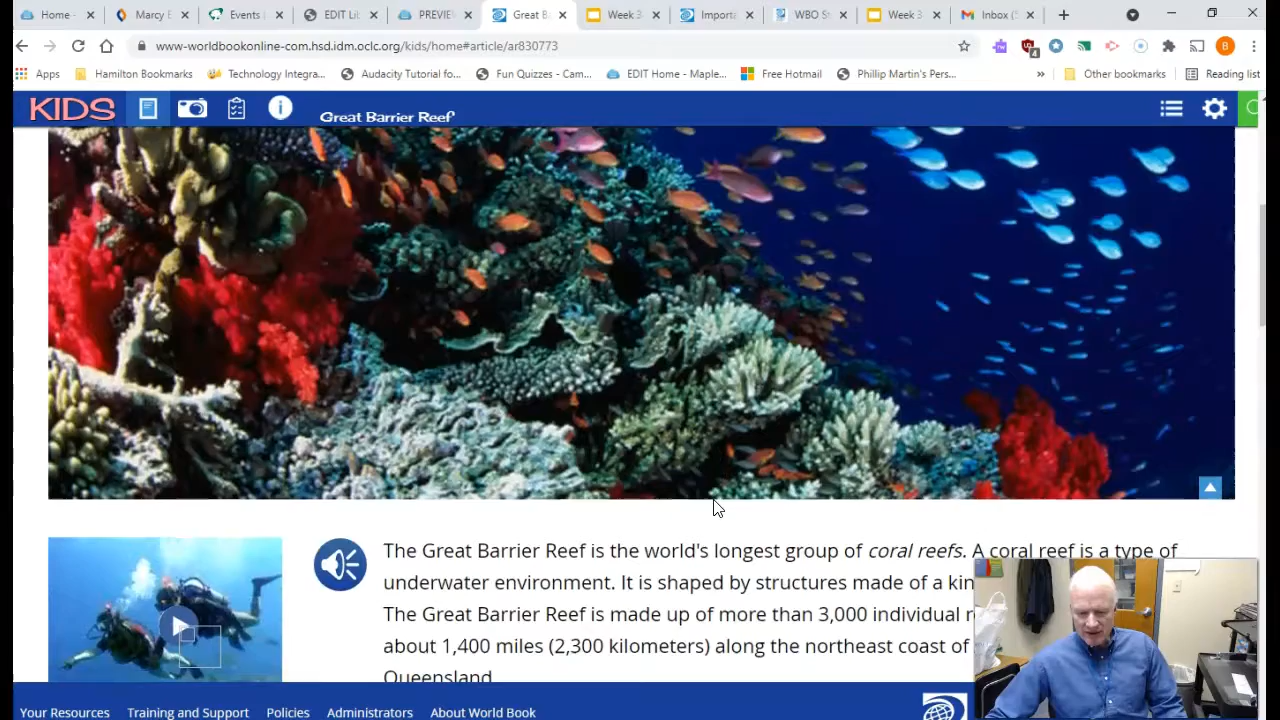 Home -
Marcy E
Events |
EDIT Li
PREVIEW
Great Ba
Week 3
Importa
WBO St
Week 3
Inbox (5
www-worldbookonline-com.hsd.idm.oclc.org/kids/home#article/ar830773
4
B
Apps
Hamilton Bookmarks
Technology Integra...
Audacity Tutorial fo...
Fun Quizzes - Cam...
EDIT Home - Maple...
Free Hotmail
Phillip Martin's Pers...
»
Other bookmarks
Reading list
KIDS
Great Barrier Reef
The Great Barrier Reef is the world's longest group of coral reefs. A coral reef is a type of
underwater environment. It is shaped by structures made of a kin
The Great Barrier Reef is made up of more than 3,000 individual r
about 1,400 miles (2,300 kilometers) along the northeast coast of
Queensland
Your Resources
Training and Support
Policies
Administrators
About World Book